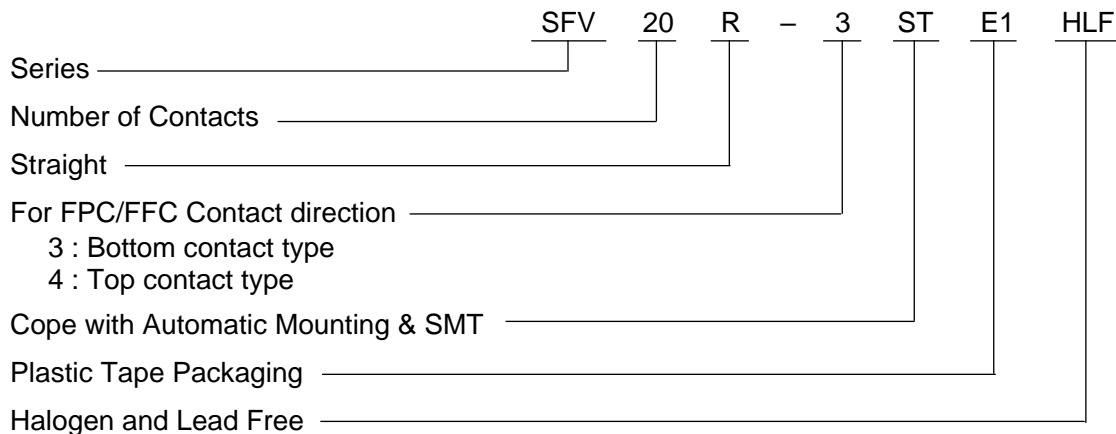 SFV 20 R – 3 ST E1 HLF
Series
Number of Contacts
Straight
For FPC/FFC Contact direction
3 : Bottom contact type
4 : Top contact type
Cope with Automatic Mounting & SMT
Plastic Tape Packaging
Halogen and Lead Free